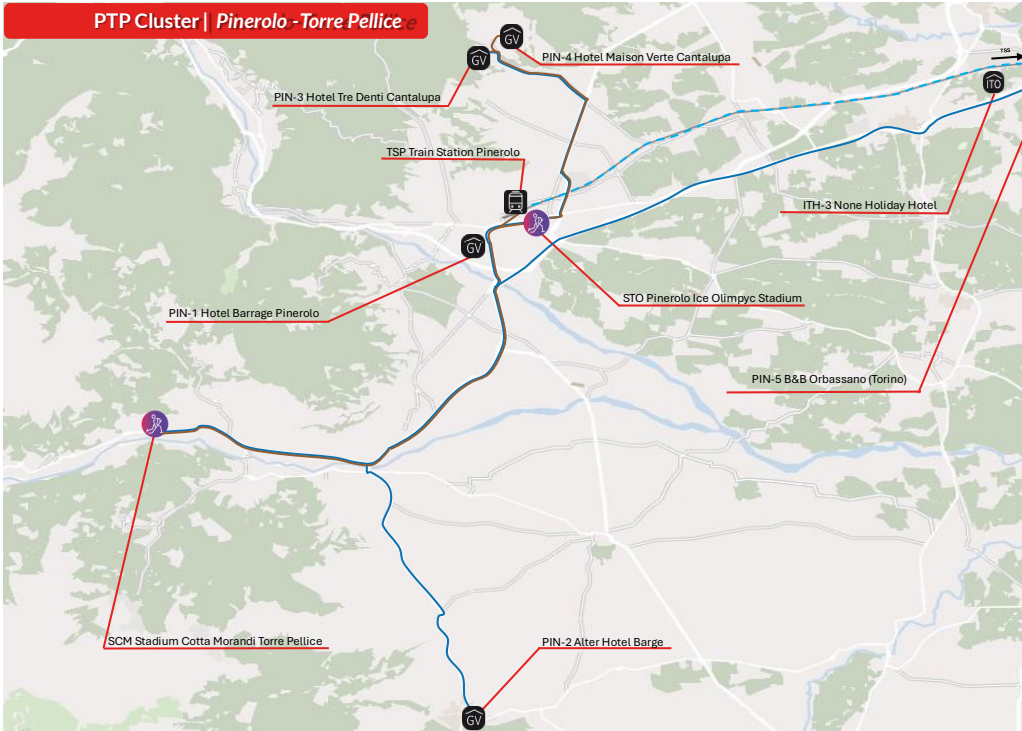 PTP Cluster | Pinerolo - Torre Pellice
GV
PIN-4 Hotel Maison Verte Cantalupa
GV
TSS
ITO
PIN-3 Hotel Tre Denti Cantalupa
TSP Train Station Pinerolo
ITH-3 None Holiday Hotel
GV
STO Pinerolo Ice Olimpyc Stadium
PIN-1 Hotel Barrage Pinerolo
PIN-5 B&B Orbassano (Torino)
SCM Stadium Cotta Morandi Torre Pellice
PIN-2 Alter Hotel Barge
GV